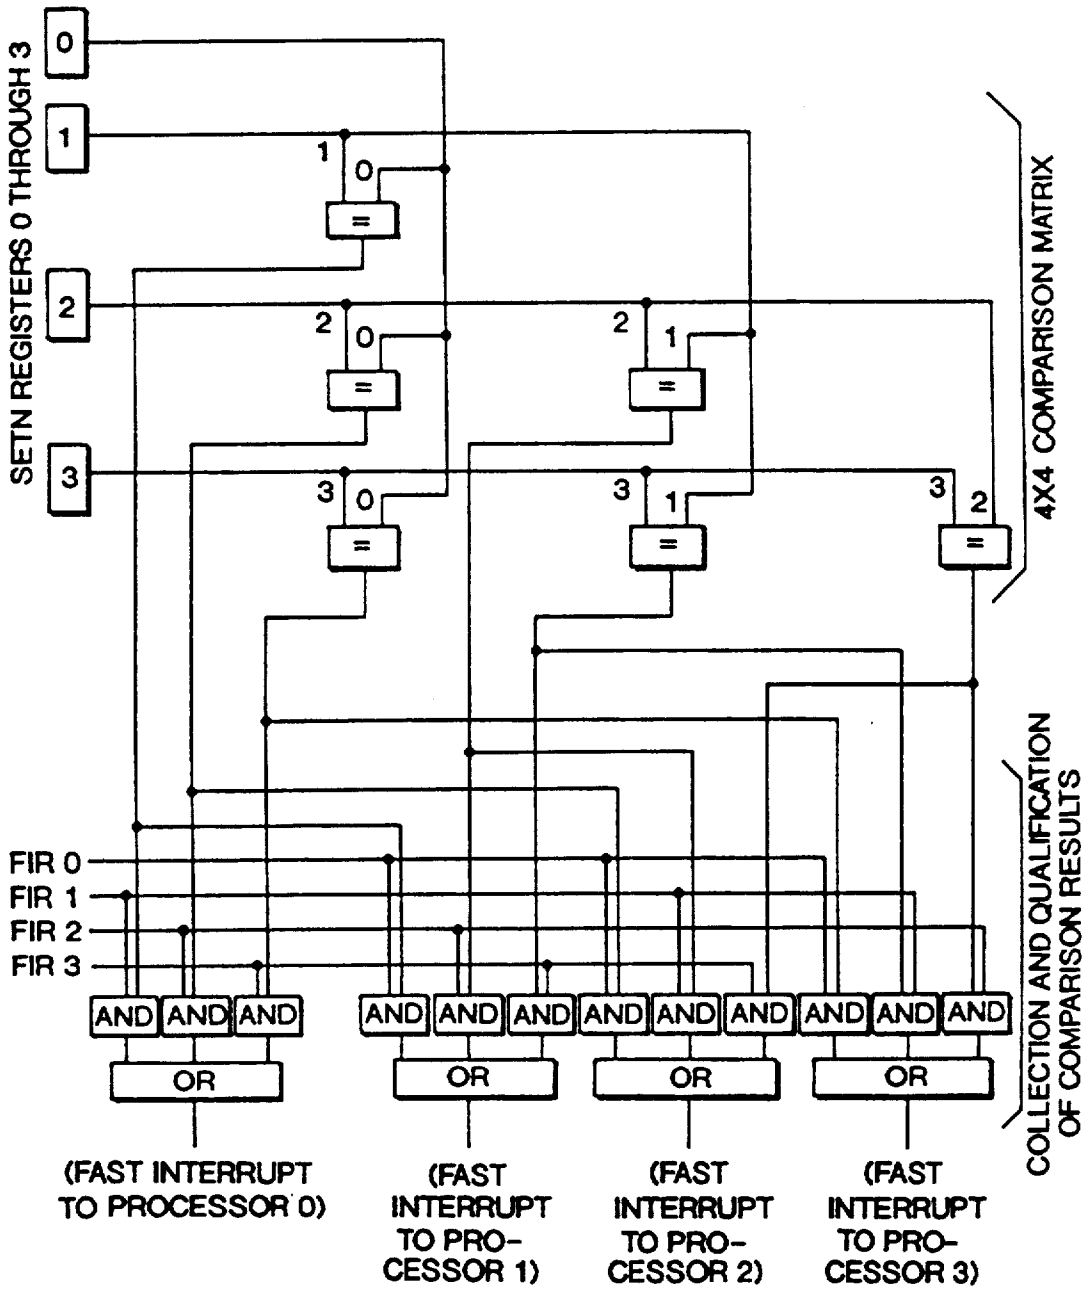 SETN REGISTERS 0 THROUGH 3
0
1
1
0
=
2
2
0
=
2
1
=
3
3
0
=
3
1
=
3
2
=
4X4 COMPARISON MATRIX
COLLECTION AND QUALIFICATION
OF COMPARISON RESULTS
FIR 0
FIR 1
FIR 2
FIR 3
AND AND AND AND AND AND AND AND AND AND AND AND
OR OR OR OR
(FAST INTERRUPT
TO PROCESSOR 0)
(FAST
INTERRUPT
TO PRO-
CESSOR 1)
(FAST
INTERRUPT
TO PRO-
CESSOR 2)
(FAST
INTERRUPT
TO PRO-
CESSOR 3)